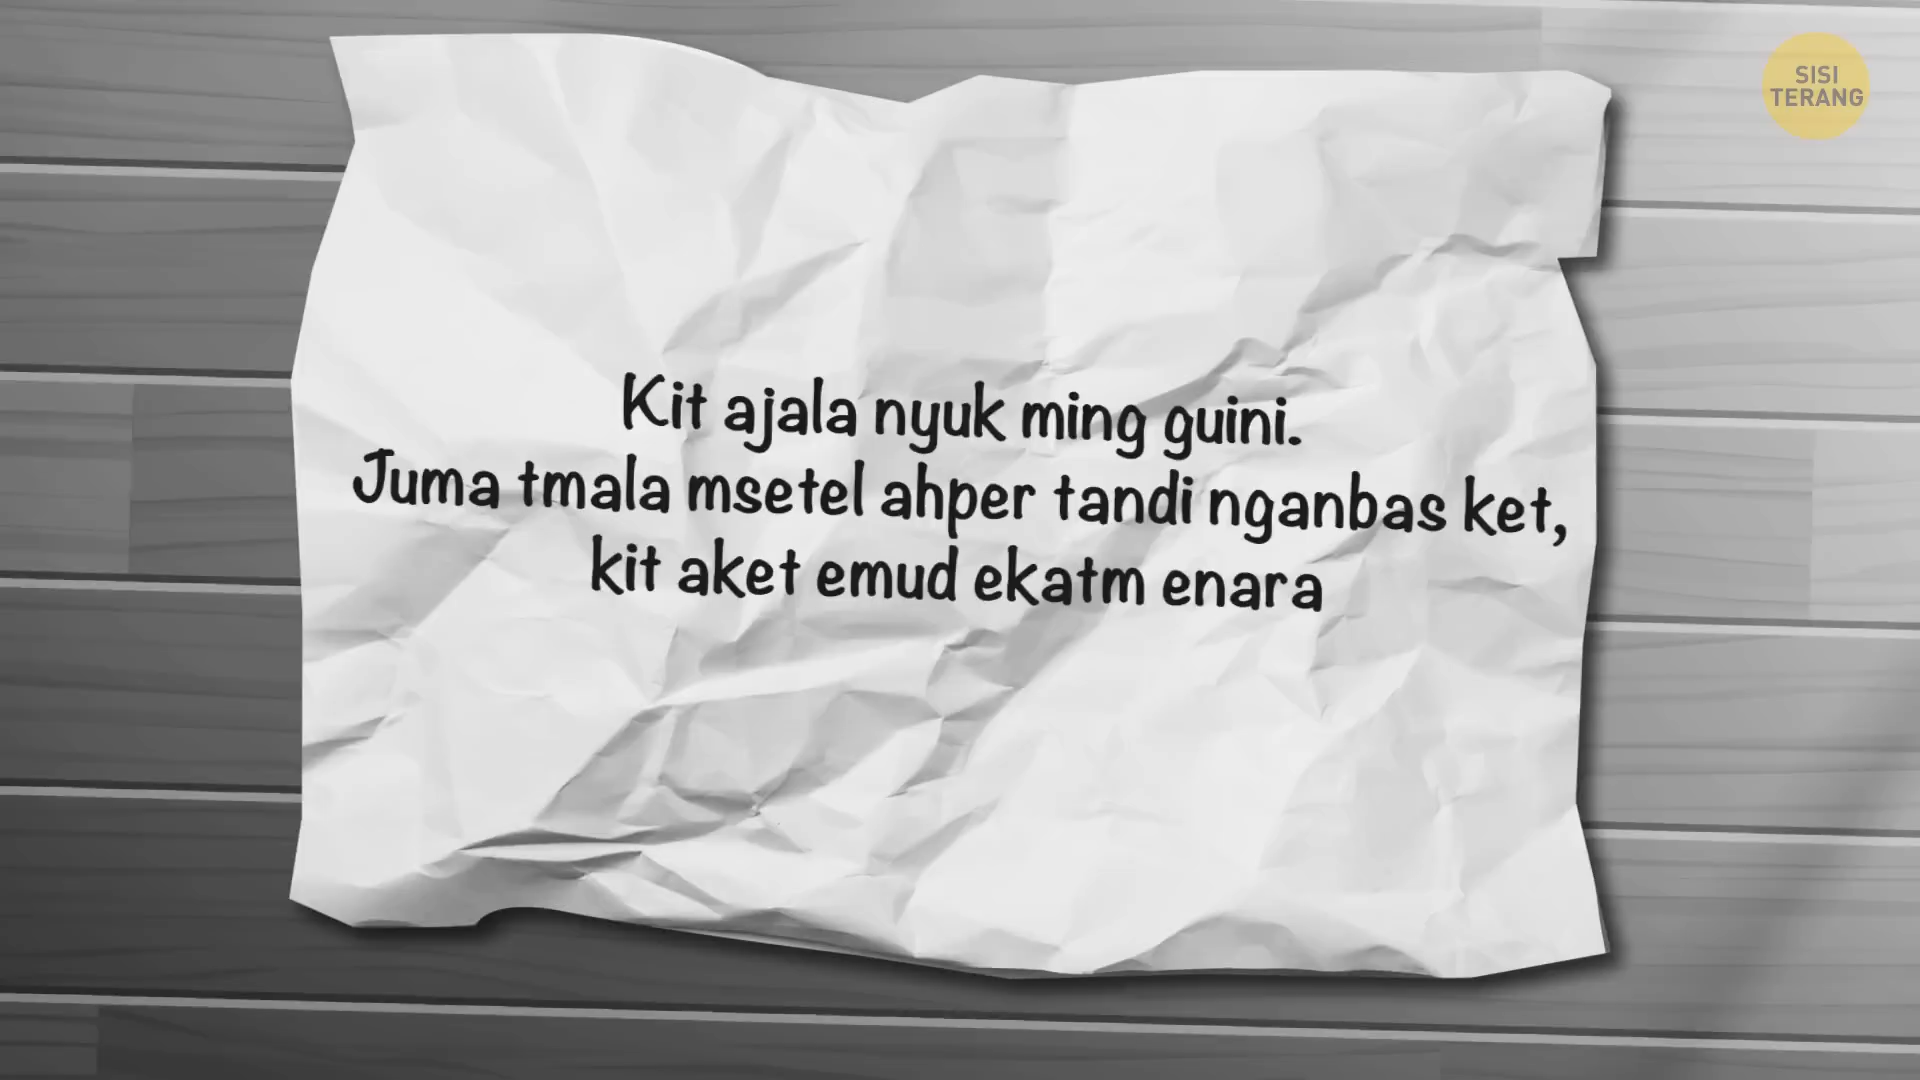 SISI
TERANG
Kit ajala nyuk ming guini.
Juma tmala msetel ahper tandi nganbas ket,
kit aket emud ekatm enara